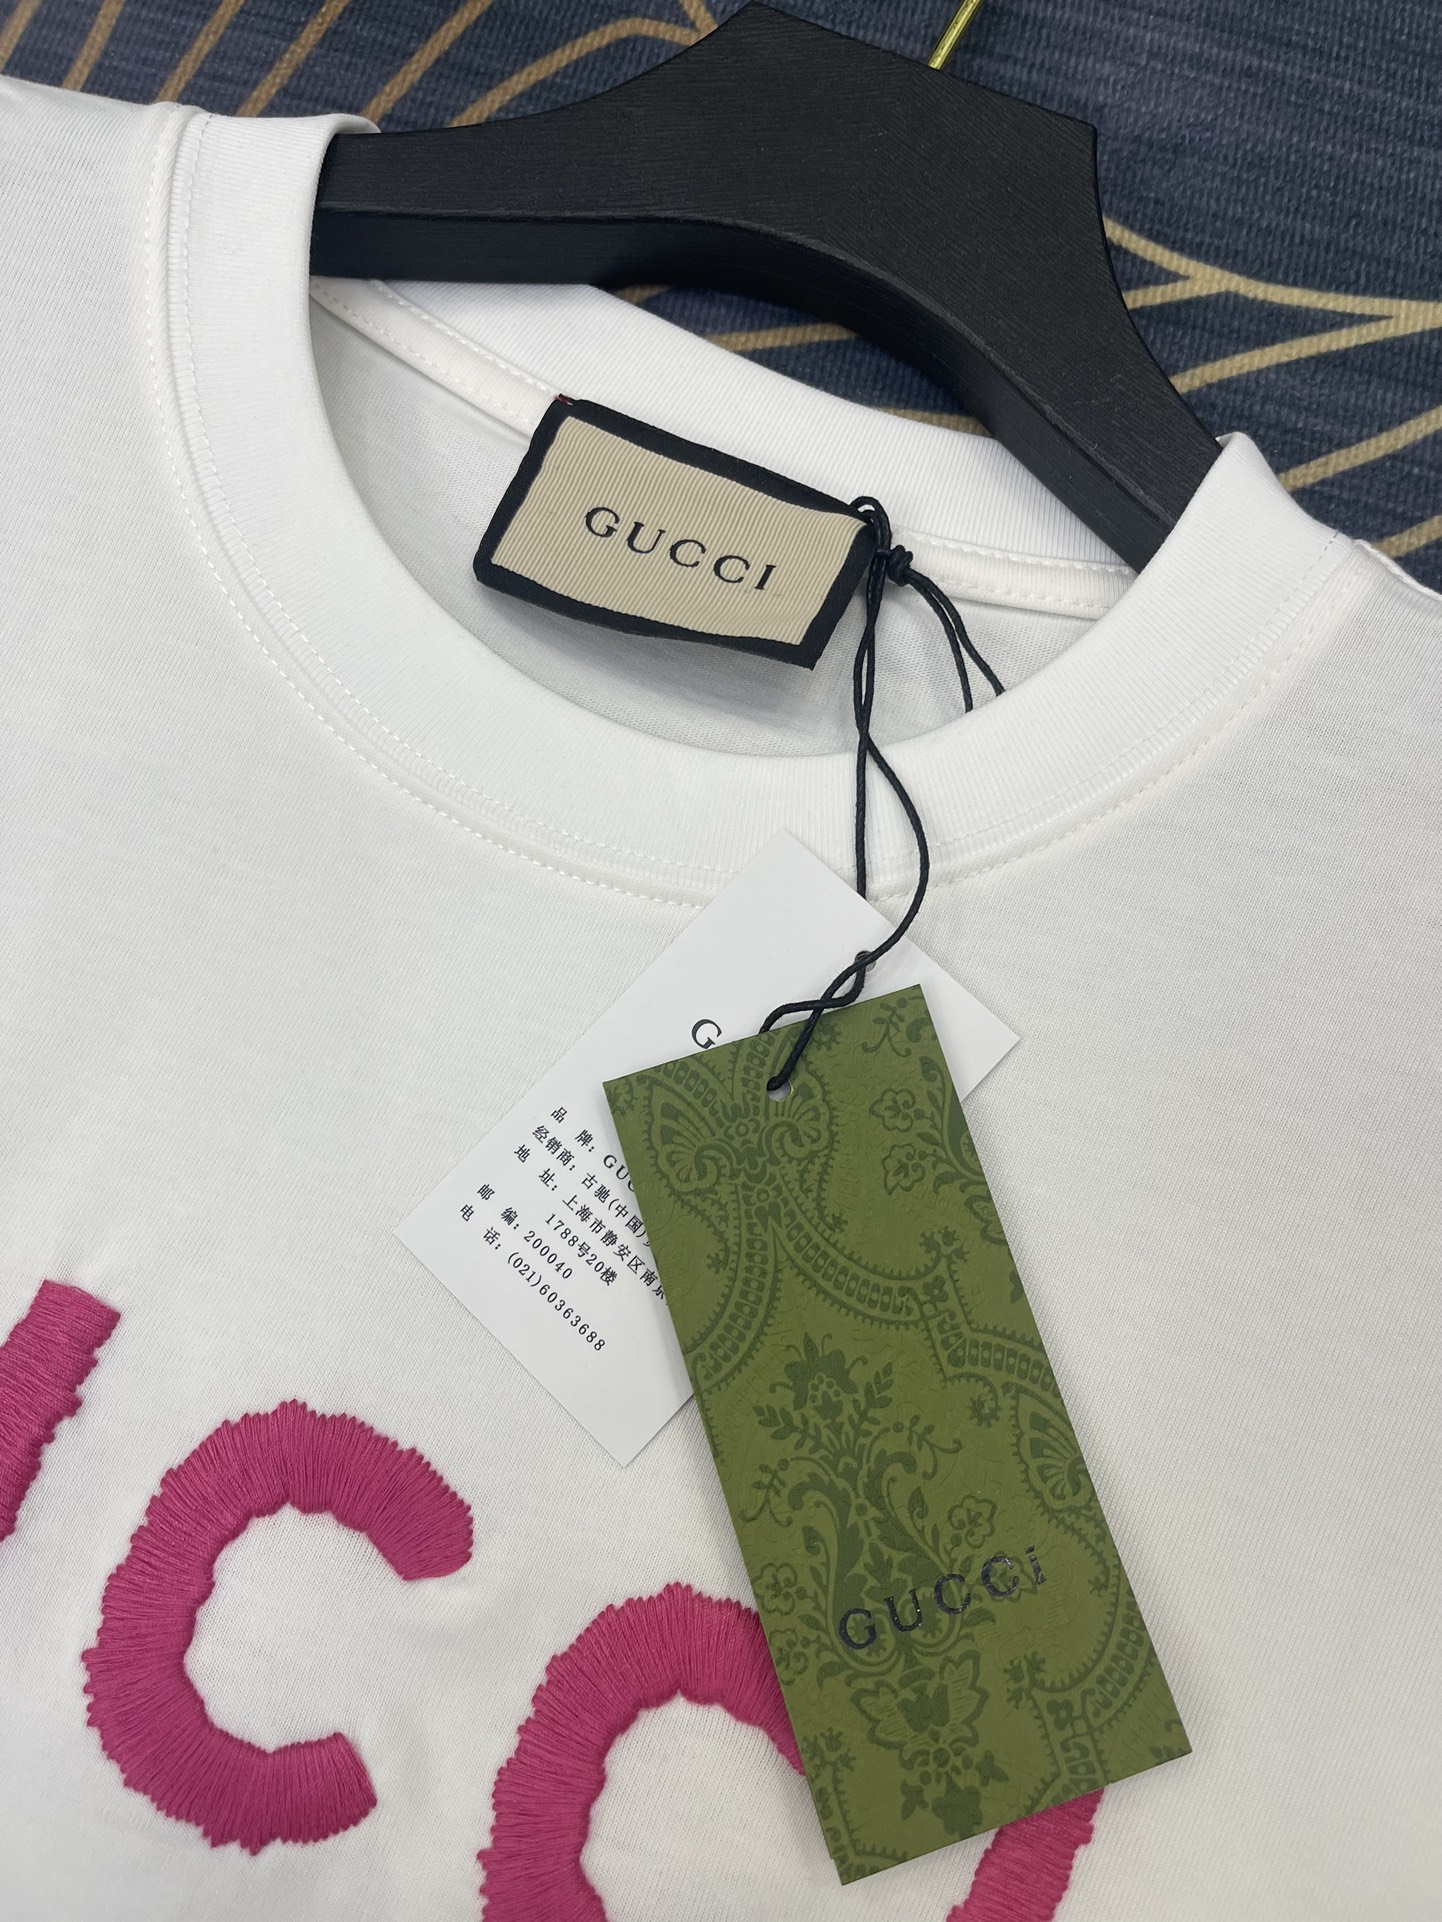 GUCCI
G
品 牌：GUC
经销商：古驰(中国)
地 址：上海市静安区南京
1788号20楼
邮 编：200040
电 话：(021)60363688
GUCCi